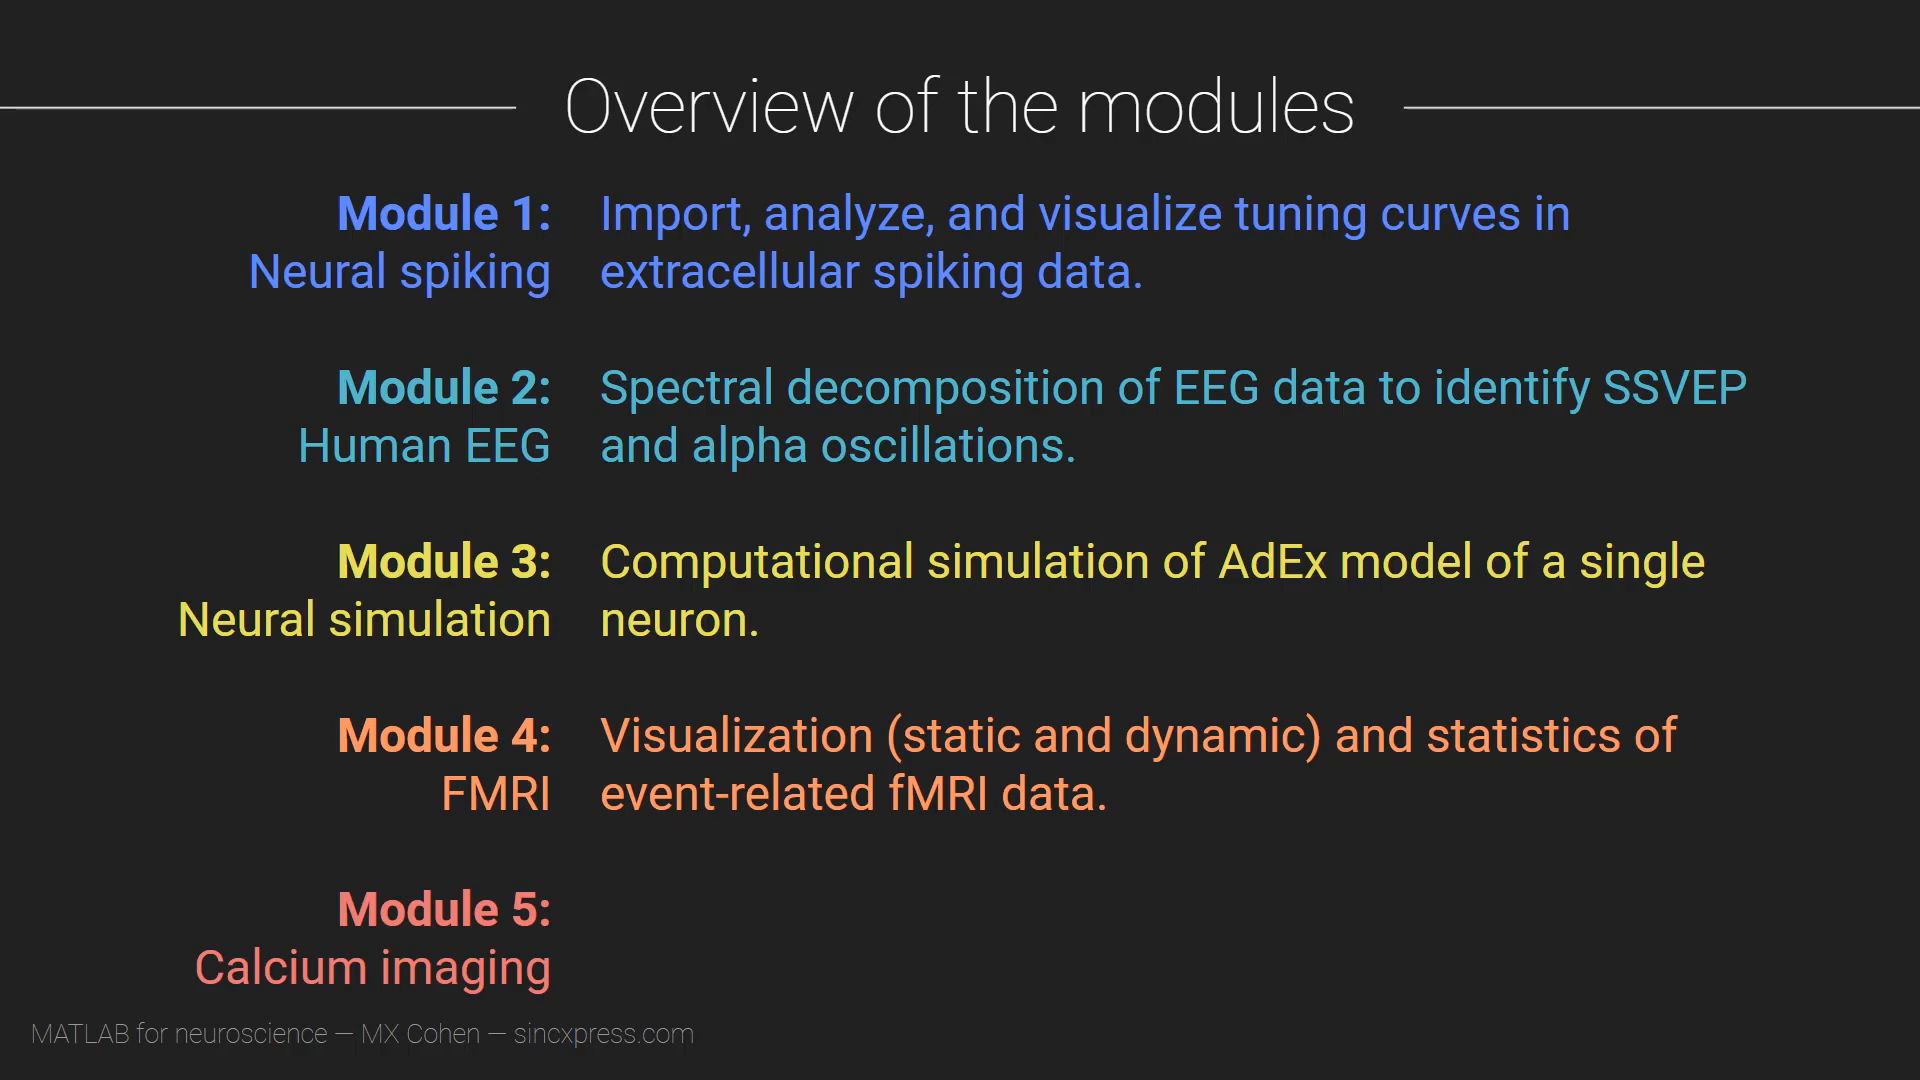 Overview of the modules
Module 1:
Neural spiking
Import, analyze, and visualize tuning curves in
extracellular spiking data.
Module 2:
Human EEG
Spectral decomposition of EEG data to identify SSVEP
and alpha oscillations.
Module 3:
Neural simulation
Computational simulation of AdEx model of a single
neuron.
Module 4:
FMRI
Visualization (static and dynamic) and statistics of
event-related fMRI data.
Module 5:
Calcium imaging
MATLAB for neuroscience — MX Cohen — sincxpress.com